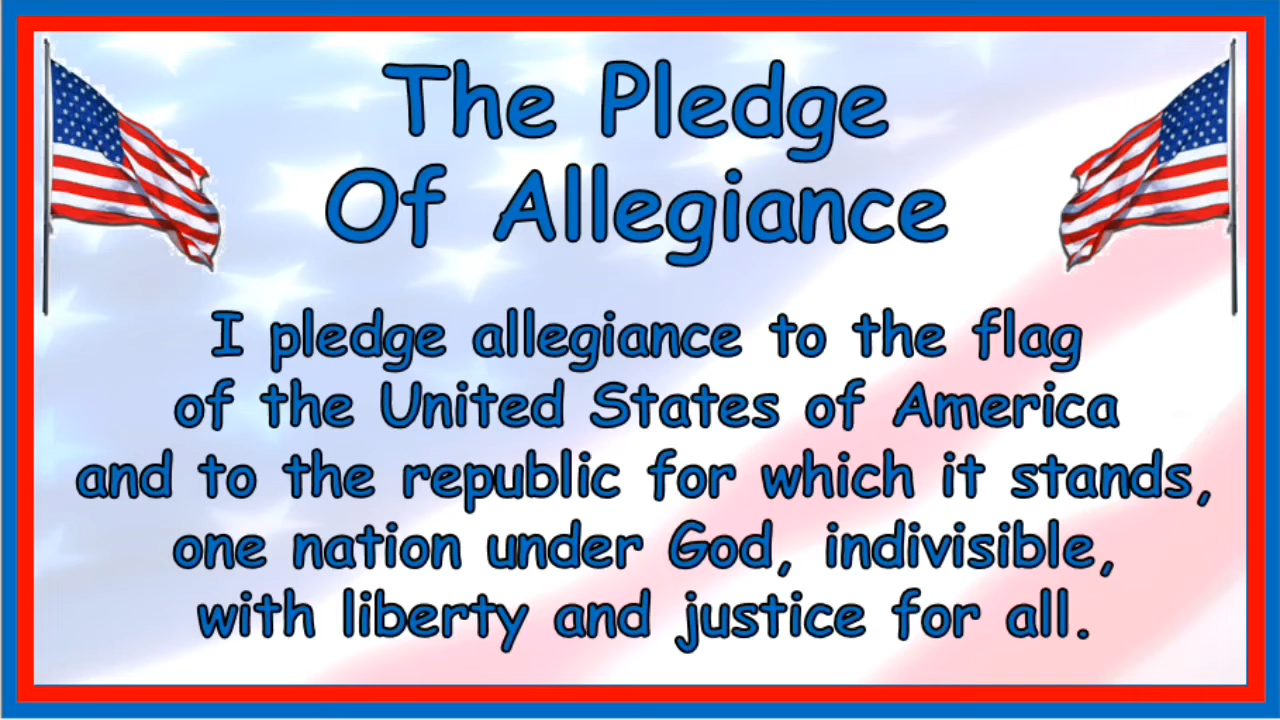 The Pledge
Of Allegiance
I pledge allegiance to the flag
of the United States of America
and to the republic for which it stands,
one nation under God, indivisible,
with liberty and justice for all.